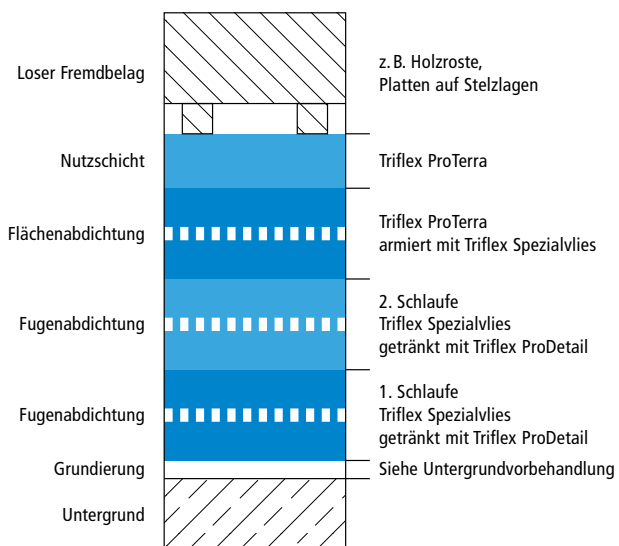 Loser Fremdbelag
z. B. Holzroste,
Platten auf Stelzlagen
Nutzschicht
Triflex ProTerra
Flächenabdichtung
Triflex ProTerra
armiert mit Triflex Spezialvlies
Fugenabdichtung
2. Schlaufe
Triflex Spezialvlies
getränkt mit Triflex ProDetail
Fugenabdichtung
1. Schlaufe
Triflex Spezialvlies
getränkt mit Triflex ProDetail
Grundierung
Siehe Untergrundvorbehandlung
Untergrund